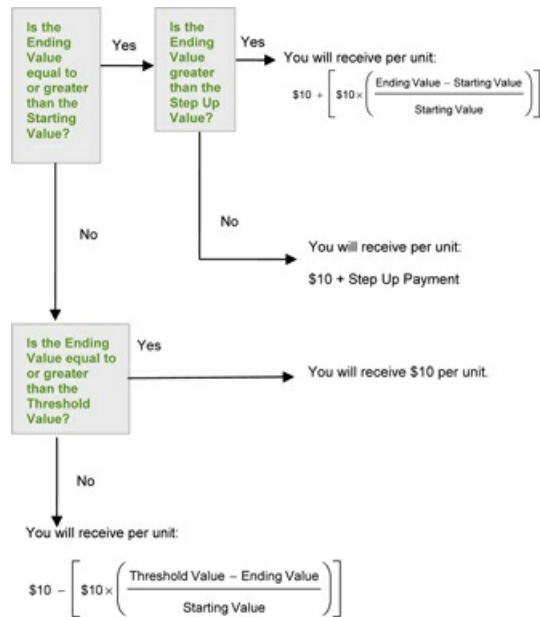 Is the
Ending
Value
equal to
or greater
than the
Starting
Value?
Yes
Is the
Ending
Value
greater
than the
Step Up
Value?
Yes
You will receive per unit:
$10 + [ $10 × ( Ending Value – Starting Value
Starting Value ) ]
No
You will receive per unit:
$10 + Step Up Payment
No
Is the Ending
Value equal to
or greater
than the
Threshold
Value?
Yes
You will receive $10 per unit.
No
You will receive per unit:
$10 – [ $10 × ( Threshold Value – Ending Value
Starting Value ) ]